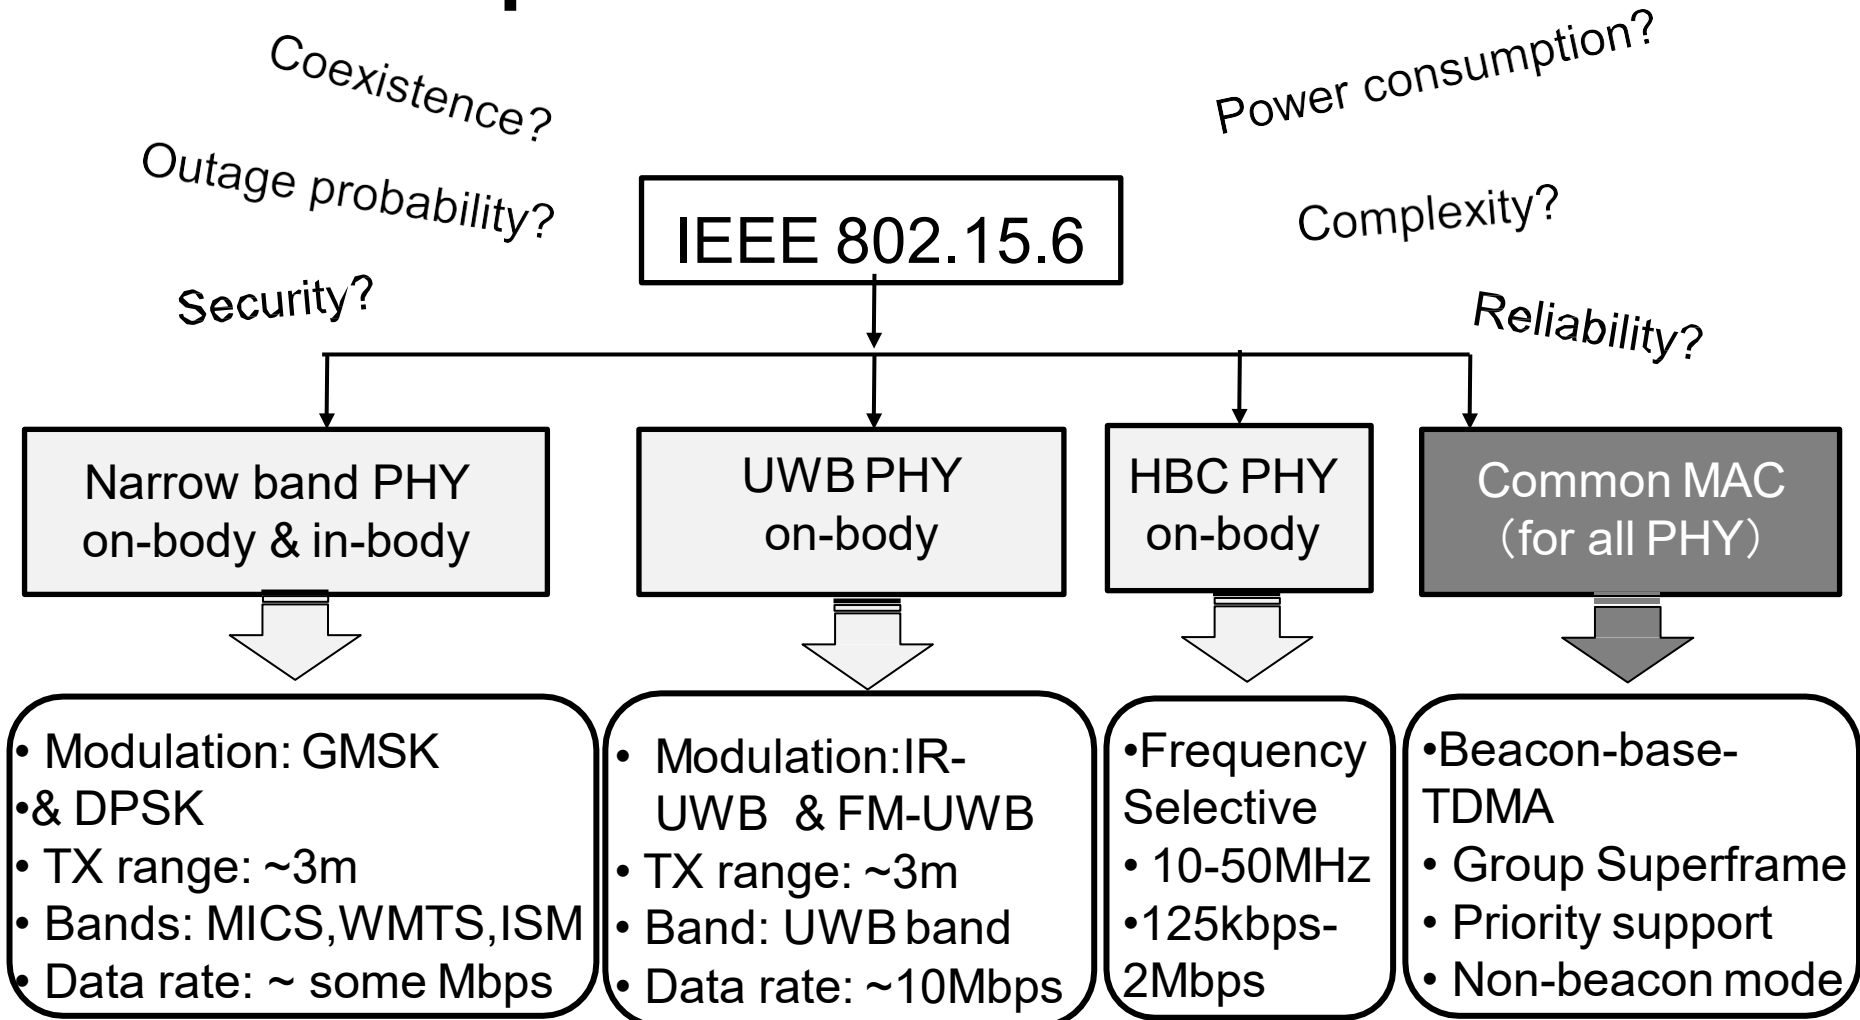 Coexistence?
Power consumption?
Outage probability?
Complexity?
IEEE 802.15.6
Security?
Reliability?
Narrow band PHY
on-body & in-body
UWB PHY
on-body
HBC PHY
on-body
Common MAC
（for all PHY）
• Modulation: GMSK
•& DPSK
• TX range: ~3m
• Bands: MICS,WMTS,ISM
• Data rate: ~ some Mbps
• Modulation:IR-
UWB & FM-UWB
• TX range: ~3m
• Band: UWB band
• Data rate: ~10Mbps
•Frequency
Selective
• 10-50MHz
•125kbps-
2Mbps
•Beacon-base-
TDMA
• Group Superframe
• Priority support
• Non-beacon mode